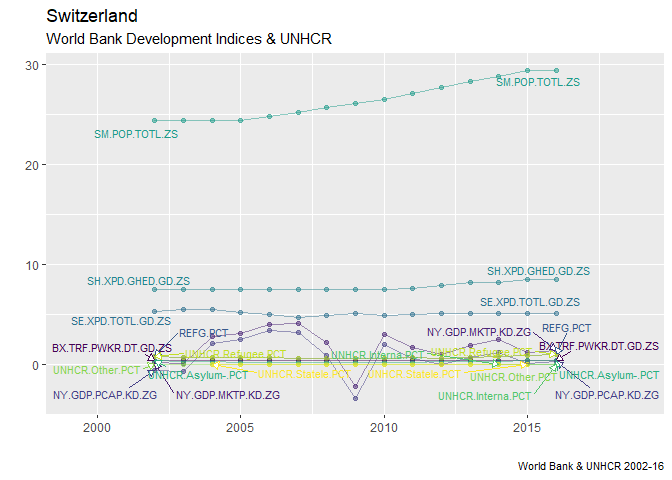 Switzerland
World Bank Development Indices & UNHCR
30
SM.POP.TOTL.ZS
SM.POP.TOTL.ZS
20
10
SH.XPD.GHED.GD.ZS
SH.XPD.GHED.GD.ZS
SE.XPD.TOTL.GD.ZS
SE.XPD.TOTL.GD.ZS
REFG.PCT
NY.GDP.MKTP.KD.ZG
REFG.PCT
BX.TRF.PWKR.DT.GD.ZS
UNHCR.Refugee.PCT
UNHCR.Interna.PCT
UNHCR.Refugee.PCT
BX.TRF.PWKR.DT.GD.ZS
0
UNHCR.Other.PCT
UNHCR.Asylum-.PCT
UNHCR.Statele.PCT
UNHCR.Statele.PCT
UNHCR.Other.PCT
UNHCR.Asylum-.PCT
NY.GDP.PCAP.KD.ZG
NY.GDP.MKTP.KD.ZG
UNHCR.Interna.PCT
NY.GDP.PCAP.KD.ZG
2000
2005
2010
2015
World Bank & UNHCR 2002-16